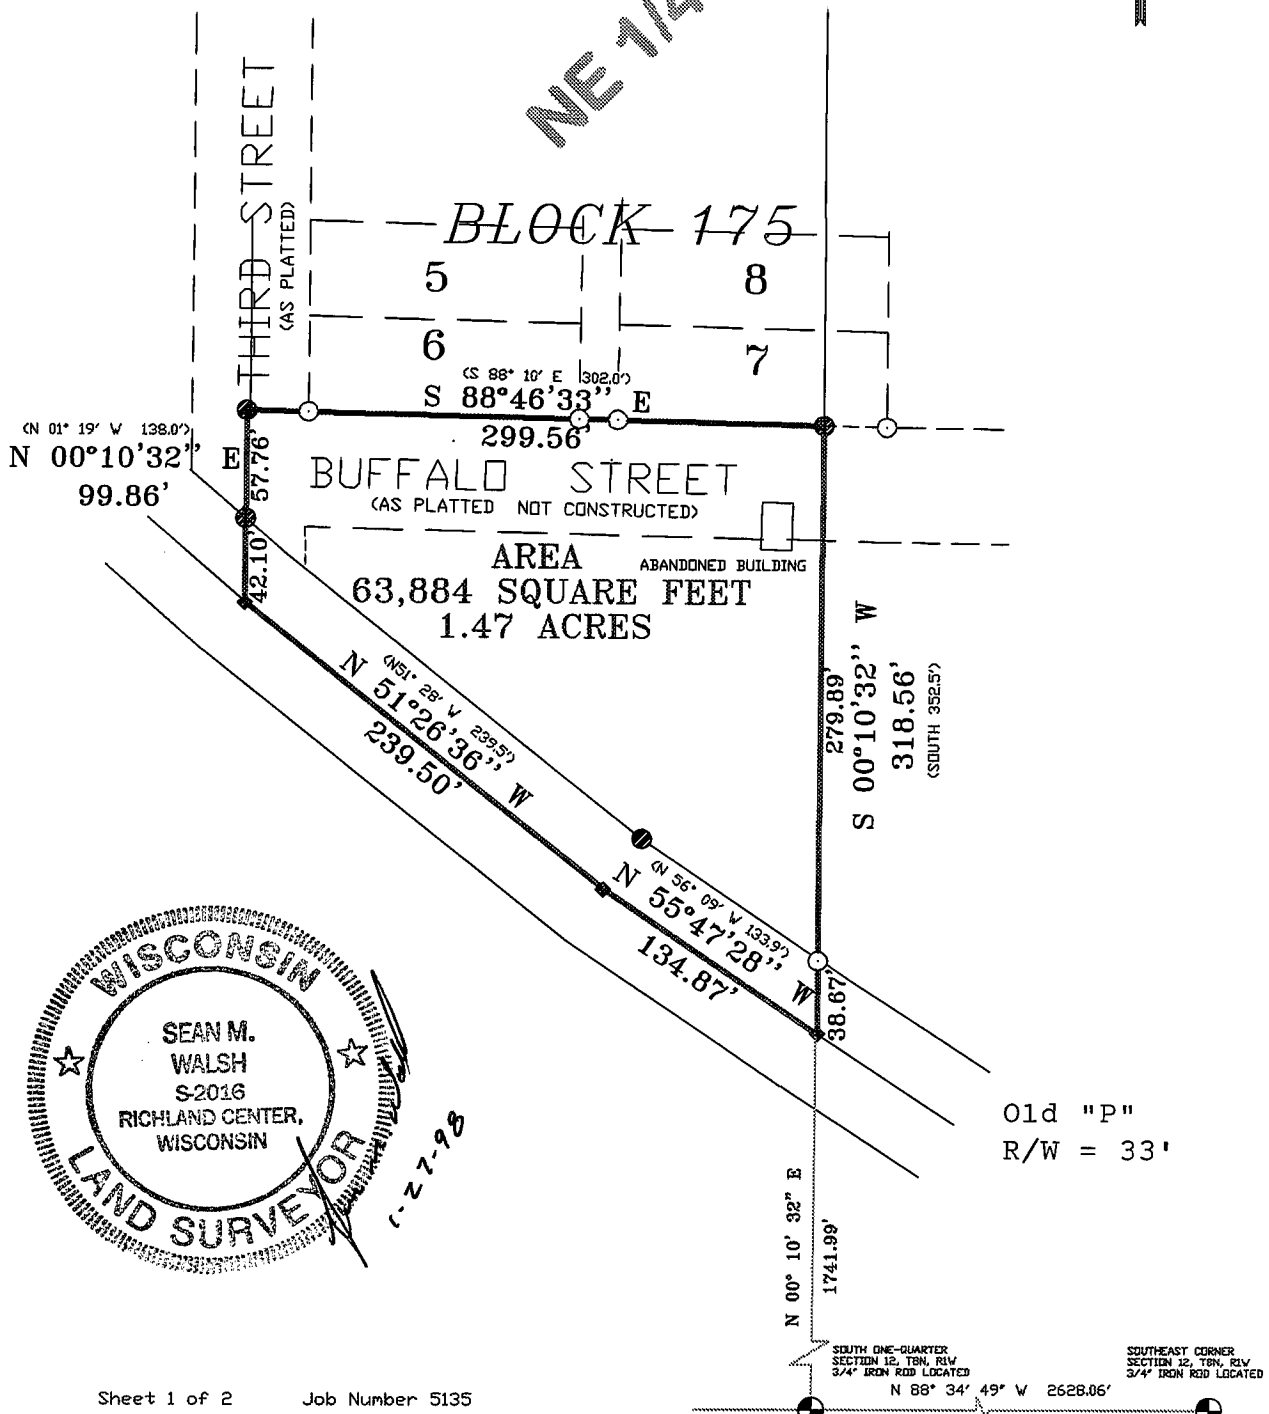 NE 1/4
THIRD STREET
(AS PLATTED)
BLOCK 175
5
8
6
7
(S 88° 10' E 302.0')
S 88°46'33" E
299.56'
(N 01° 19' W 138.0')
N 00°10'32" E
99.86'
57.76'
42.10'
BUFFALO STREET
(AS PLATTED NOT CONSTRUCTED)
AREA
63,884 SQUARE FEET
1.47 ACRES
ABANDONED BUILDING
(N51° 28' W 239.5')
N 51°26'36" W
239.50'
279.89'
S 00°10'32" W
318.56'
(SOUTH 352.5')
(N 56° 09' W 133.9')
N 55°47'28" W
134.87'
38.67'
WISCONSIN
SEAN M.
WALSH
S-2016
RICHLAND CENTER,
WISCONSIN
LAND SURVEYOR
1-27-98
Old "P"
R/W = 33'
N 00° 10' 32" E
1741.99'
SOUTH ONE-QUARTER
SECTION 12, T8N, R1W
3/4" IRON ROD LOCATED
SOUTHEAST CORNER
SECTION 12, T8N, R1W
3/4" IRON ROD LOCATED
N 88° 34' 49" W 2628.06'
Sheet 1 of 2 Job Number 5135